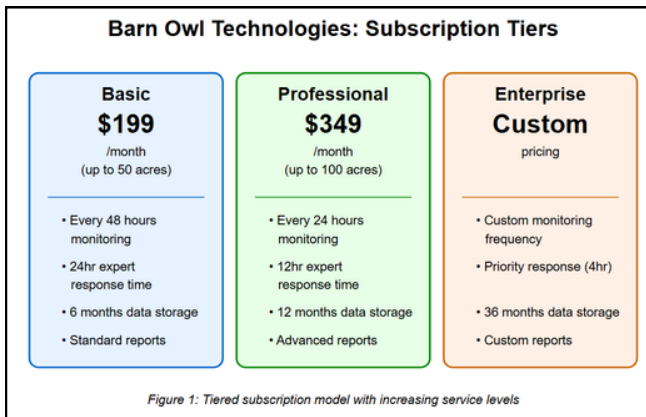 Barn Owl Technologies: Subscription Tiers
Basic
$199
/month
(up to 50 acres)
• Every 48 hours
monitoring
• 24hr expert
response time
• 6 months data storage
• Standard reports
Professional
$349
/month
(up to 100 acres)
• Every 24 hours
monitoring
• 12hr expert
response time
• 12 months data storage
• Advanced reports
Enterprise
Custom
pricing
• Custom monitoring
frequency
• Priority response (4hr)
• 36 months data storage
• Custom reports
Figure 1: Tiered subscription model with increasing service levels